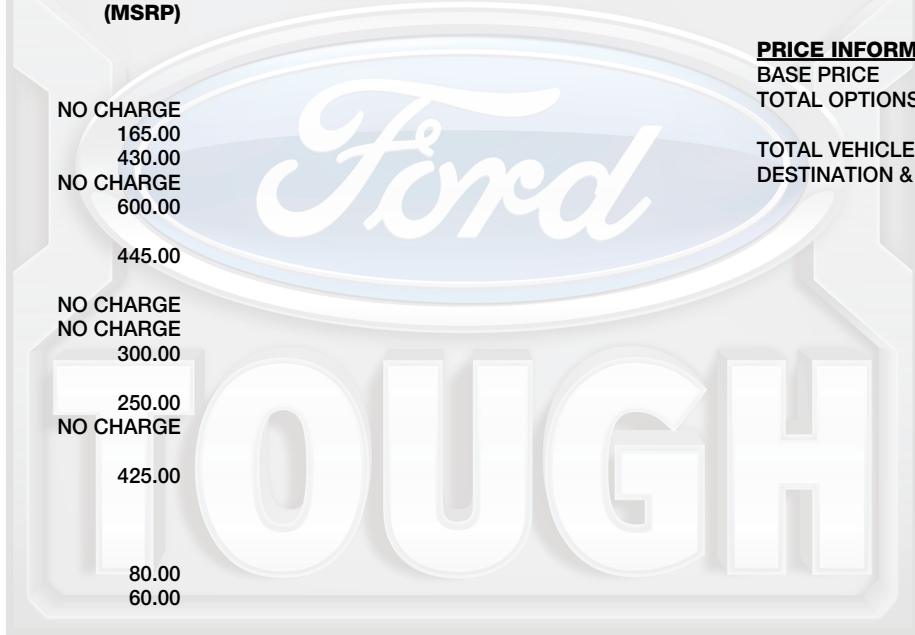 (MSRP)
NO CHARGE
165.00
430.00
NO CHARGE
600.00
445.00
NO CHARGE
NO CHARGE
300.00
250.00
NO CHARGE
425.00
80.00
60.00
PRICE INFORM
BASE PRICE
TOTAL OPTIONS
TOTAL VEHICLE
DESTINATION &
Ford
TOUGH